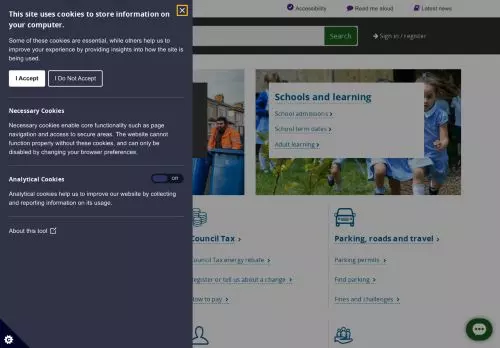 This site uses cookies to store information on
your computer.
Some of these cookies are essential, while others help us to
improve your experience by providing insights into how the site is
being used.
I Accept
I Do Not Accept
Necessary Cookies
Necessary cookies enable core functionality such as page
navigation and access to secure areas. The website cannot
function properly without these cookies, and can only be
disabled by changing your browser preferences.
Analytical Cookies
Off
Analytical cookies help us to improve our website by collecting
and reporting information on its usage.
About this tool
Accessibility
Read me aloud
Latest news
Search
Sign in / register
Schools and learning
School admissions
School term dates
Adult learning
Council Tax
Council Tax energy rebate
Register or tell us about a change
How to pay
Parking, roads and travel
Parking permits
Find parking
Fines and challenges